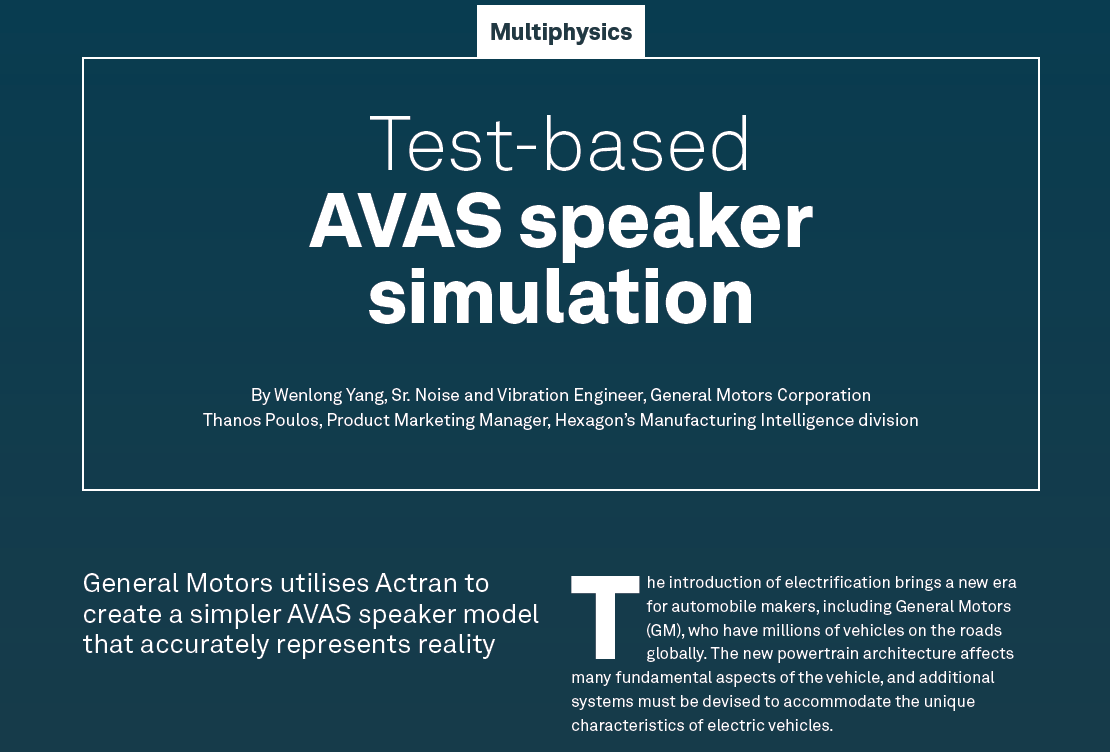 Multiphysics
Test-based
AVAS speaker
simulation
By Wenlong Yang, Sr. Noise and Vibration Engineer, General Motors Corporation
Thanos Poulos, Product Marketing Manager, Hexagon’s Manufacturing Intelligence division
General Motors utilises Actran to
create a simpler AVAS speaker model
that accurately represents reality
The introduction of electrification brings a new era
for automobile makers, including General Motors
(GM), who have millions of vehicles on the roads
globally. The new powertrain architecture affects
many fundamental aspects of the vehicle, and additional
systems must be devised to accommodate the unique
characteristics of electric vehicles.